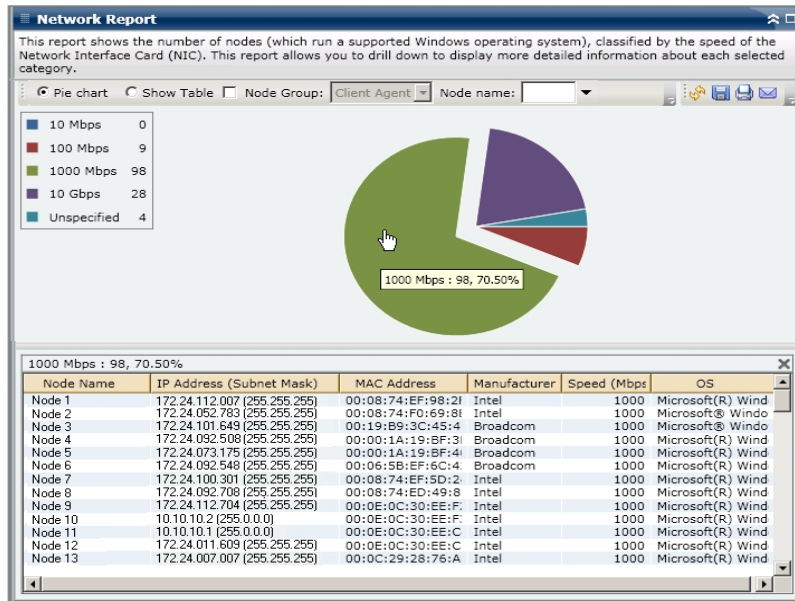 Network Report
This report shows the number of nodes (which run a supported Windows operating system), classified by the speed of the
Network Interface Card (NIC). This report allows you to drill down to display more detailed information about each selected
category.
Pie chart Show Table Node Group: Client Agent Node name:
10 Mbps 0
100 Mbps 9
1000 Mbps 98
10 Gbps 28
Unspecified 4
1000 Mbps : 98, 70.50%
1000 Mbps : 98, 70.50%
Node Name IP Address (Subnet Mask) MAC Address Manufacturer Speed (Mbps OS
Node 1 172.24.112.007 (255.255.255) 00:08:74:EF:98:2 Intel 1000 Microsoft(R) Wind
Node 2 172.24.052.783 (255.255.255) 00:08:74:F0:69:8 Intel 1000 Microsoft® Windo
Node 3 172.24.101.649 (255.255.255) 00:19:B9:3C:45:4 Broadcom 1000 Microsoft® Windo
Node 4 172.24.092.508 (255.255.255) 00:00:1A:19:BF:3 Broadcom 1000 Microsoft(R) Wind
Node 5 172.24.073.175 (255.255.255) 00:00:1A:19:BF:4 Broadcom 1000 Microsoft(R) Wind
Node 6 172.24.092.548 (255.255.255) 00:06:5B:EF:6C:4 Broadcom 1000 Microsoft(R) Wind
Node 7 172.24.100.301 (255.255.255) 00:08:74:EF:5D:2 Intel 1000 Microsoft(R) Wind
Node 8 172.24.092.708 (255.255.255) 00:08:74:ED:49:8 Intel 1000 Microsoft(R) Wind
Node 9 172.24.112.704 (255.255.255) 00:0E:0C:30:EE:F Intel 1000 Microsoft(R) Wind
Node 10 10.10.10.2 (255.0.0.0) 00:0E:0C:30:EE:F Intel 1000 Microsoft(R) Wind
Node 11 10.10.10.1 (255.0.0.0) 00:0E:0C:30:EE:C Intel 1000 Microsoft(R) Wind
Node 12 172.24.011.609 (255.255.255) 00:0E:0C:30:EE:C Intel 1000 Microsoft(R) Wind
Node 13 172.24.007.007 (255.255.255) 00:0C:29:28:76:A Intel 1000 Microsoft(R) Wind